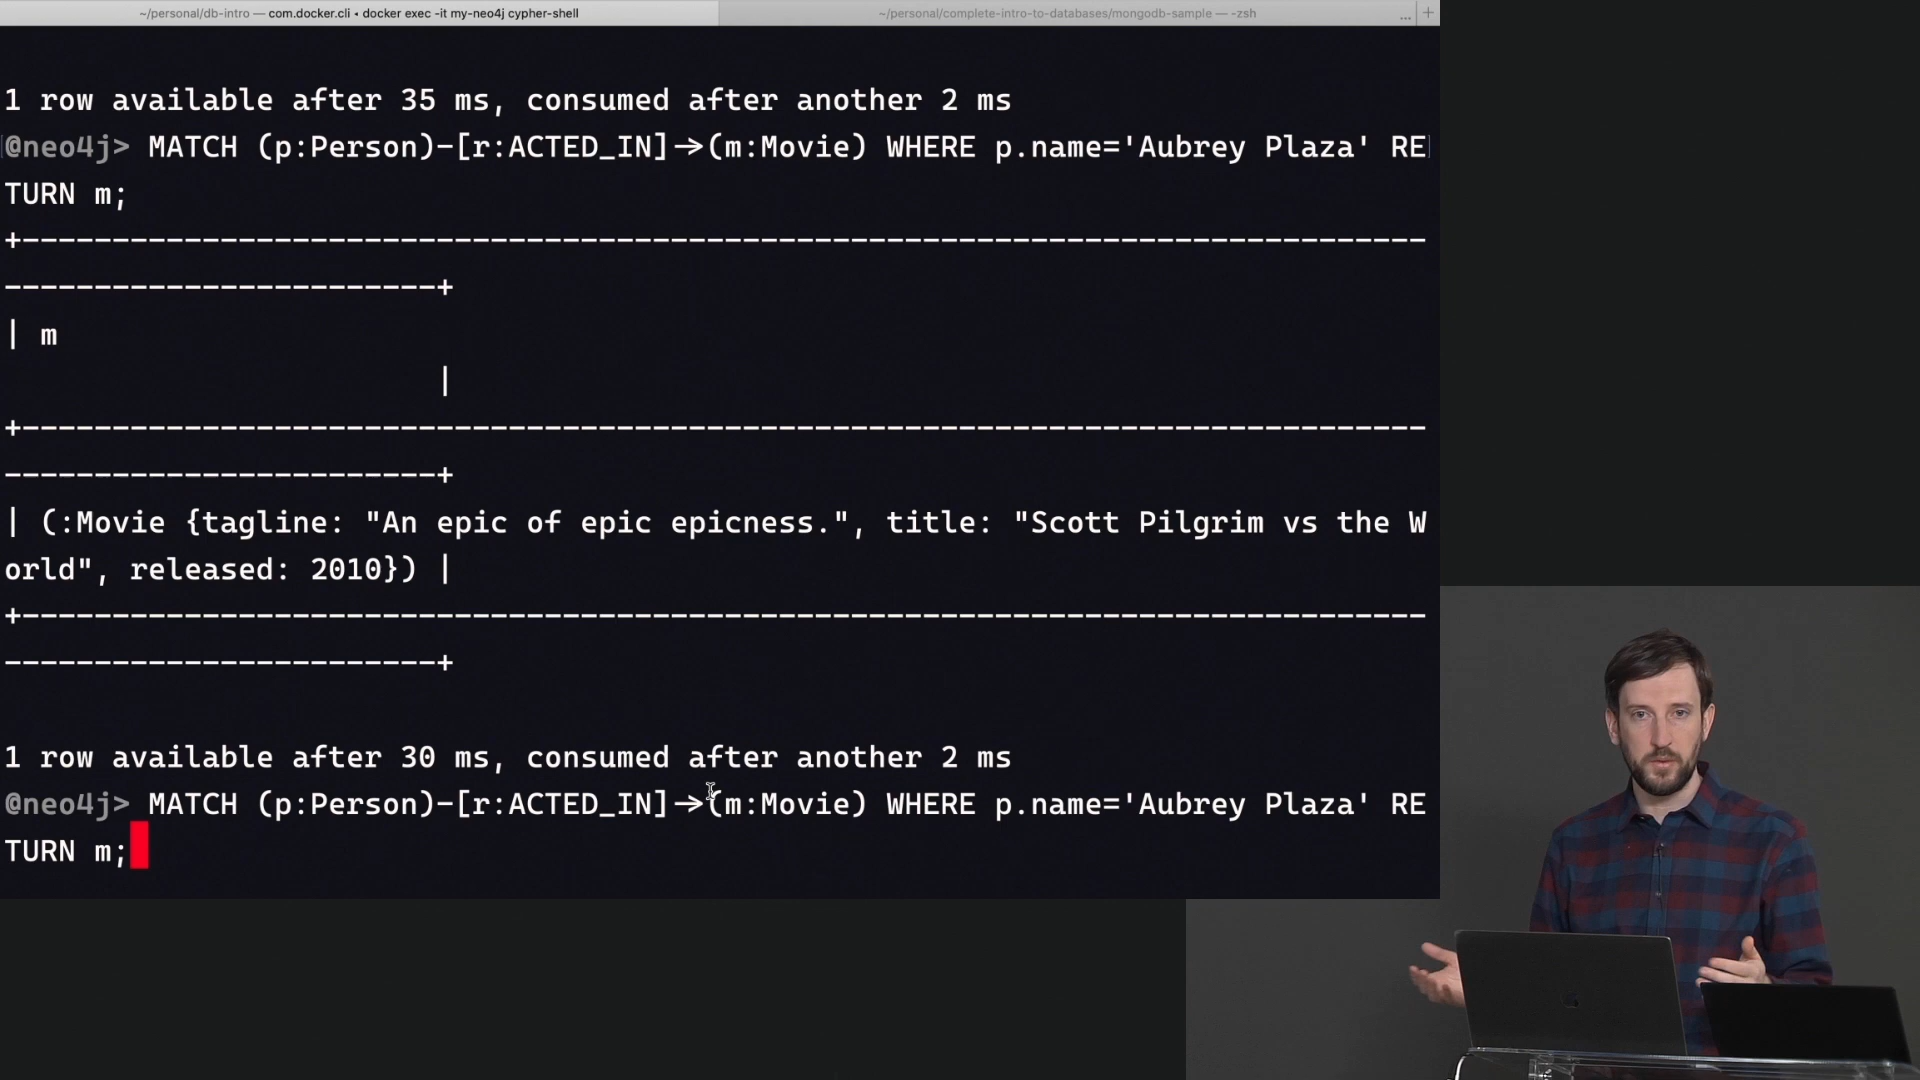 ~/personal/db-intro — com.docker.cli • docker exec -it my-neo4j cypher-shell
~/personal/complete-intro-to-databases/mongodb-sample — -zsh
... +
1 row available after 35 ms, consumed after another 2 ms
@neo4j> MATCH (p:Person)-[r:ACTED_IN]->(m:Movie) WHERE p.name='Aubrey Plaza' RE
TURN m;
+------------------------------------------------------------------------------
------------------------+
| m
|
+------------------------------------------------------------------------------
------------------------+
| (:Movie {tagline: "An epic of epic epicness.", title: "Scott Pilgrim vs the W
orld", released: 2010}) |
+------------------------------------------------------------------------------
------------------------+
1 row available after 30 ms, consumed after another 2 ms
@neo4j> MATCH (p:Person)-[r:ACTED_IN]->(m:Movie) WHERE p.name='Aubrey Plaza' RE
TURN m;